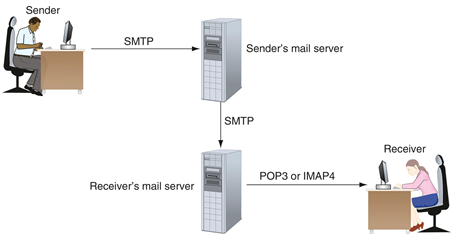 Sender
SMTP
Sender's mail server
SMTP
Receiver's mail server
POP3 or IMAP4
Receiver